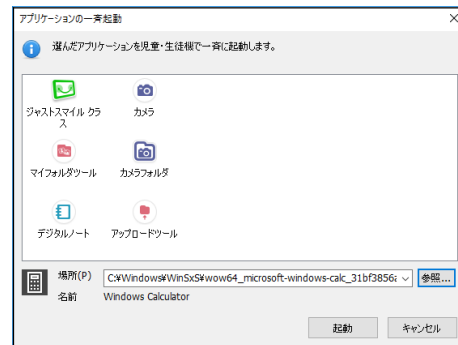 アプリケーションの一斉起動
選んだアプリケーションを児童・生徒機で一斉に起動します。
ジャストスマイル クラ
ス
カメラ
マイフォルダツール
カメラフォルダ
デジタルノート
アップロードツール
場所(P)
C:¥Windows¥WinSxS¥wow64_microsoft-windows-calc_31bf3856a
参照...
名前
Windows Calculator
起動
キャンセル